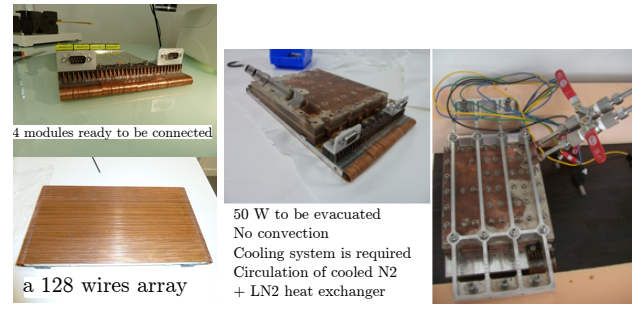 4 modules ready to be connected
a 128 wires array
50 W to be evacuated
No convection
Cooling system is required
Circulation of cooled N2
+ LN2 heat exchanger